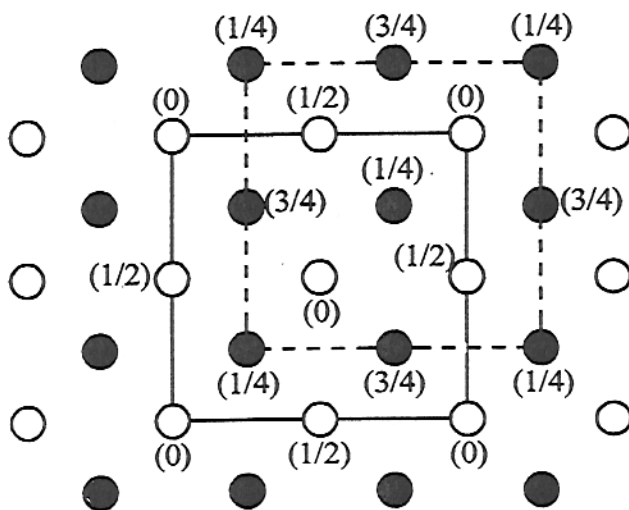 (1/4) (3/4) (1/4)
(0) (1/2) (0)
(1/4)
(3/4) (3/4)
(1/2) (1/2)
(0)
(1/4) (3/4) (1/4)
(0) (1/2) (0)